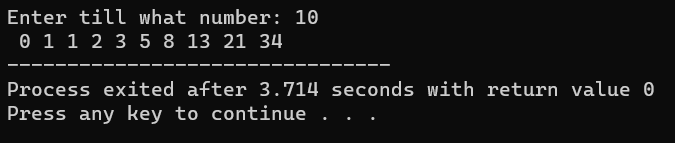 Enter till what number: 10
 0 1 1 2 3 5 8 13 21 34
--------------------------------
Process exited after 3.714 seconds with return value 0
Press any key to continue . . .